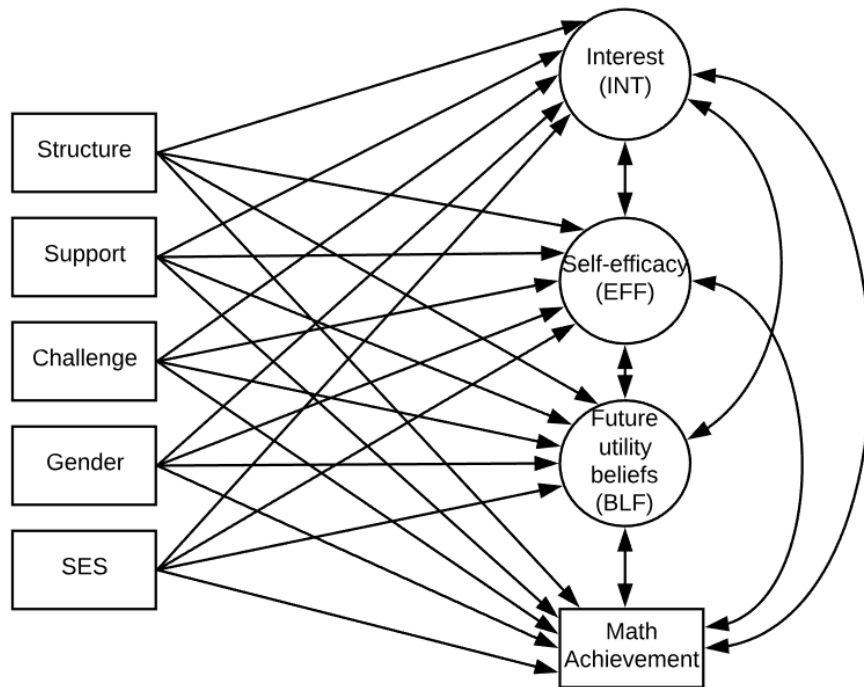 Structure
Support
Challenge
Gender
SES
Interest
(INT)
Self-efficacy
(EFF)
Future
utility
beliefs
(BLF)
Math
Achievement